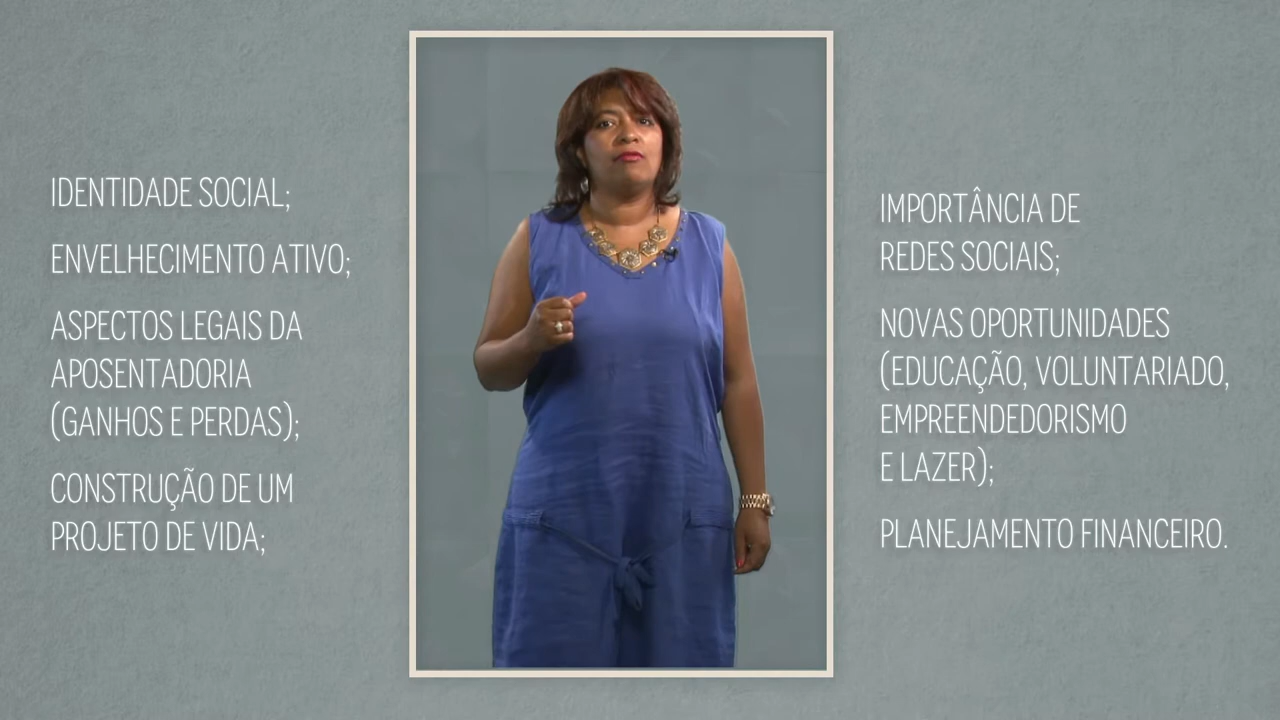 IDENTIDADE SOCIAL;
ENVELHECIMENTO ATIVO;
ASPECTOS LEGAIS DA
APOSENTADORIA
(GANHOS E PERDAS);
CONSTRUÇÃO DE UM
PROJETO DE VIDA;
IMPORTÂNCIA DE
REDES SOCIAIS;
NOVAS OPORTUNIDADES
(EDUCAÇÃO, VOLUNTARIADO,
EMPREENDEDORISMO
E LAZER);
PLANEJAMENTO FINANCEIRO.